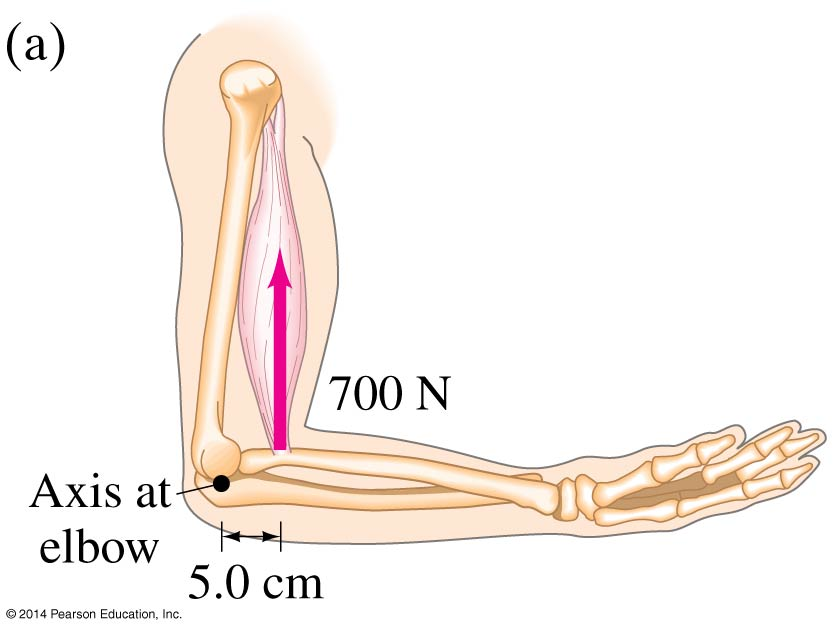 (a)
700 N
Axis at
elbow
5.0 cm
© 2014 Pearson Education, Inc.